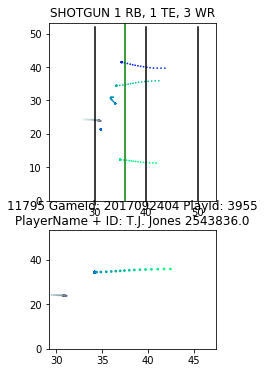 SHOTGUN 1 RB, 1 TE, 3 WR
50
40
30
20
10
0
30 40 50
11795 GameId: 2017092404 PlayId: 3955
PlayerName + ID: T.J. Jones 2543836.0
40
20
0
30 35 40 45